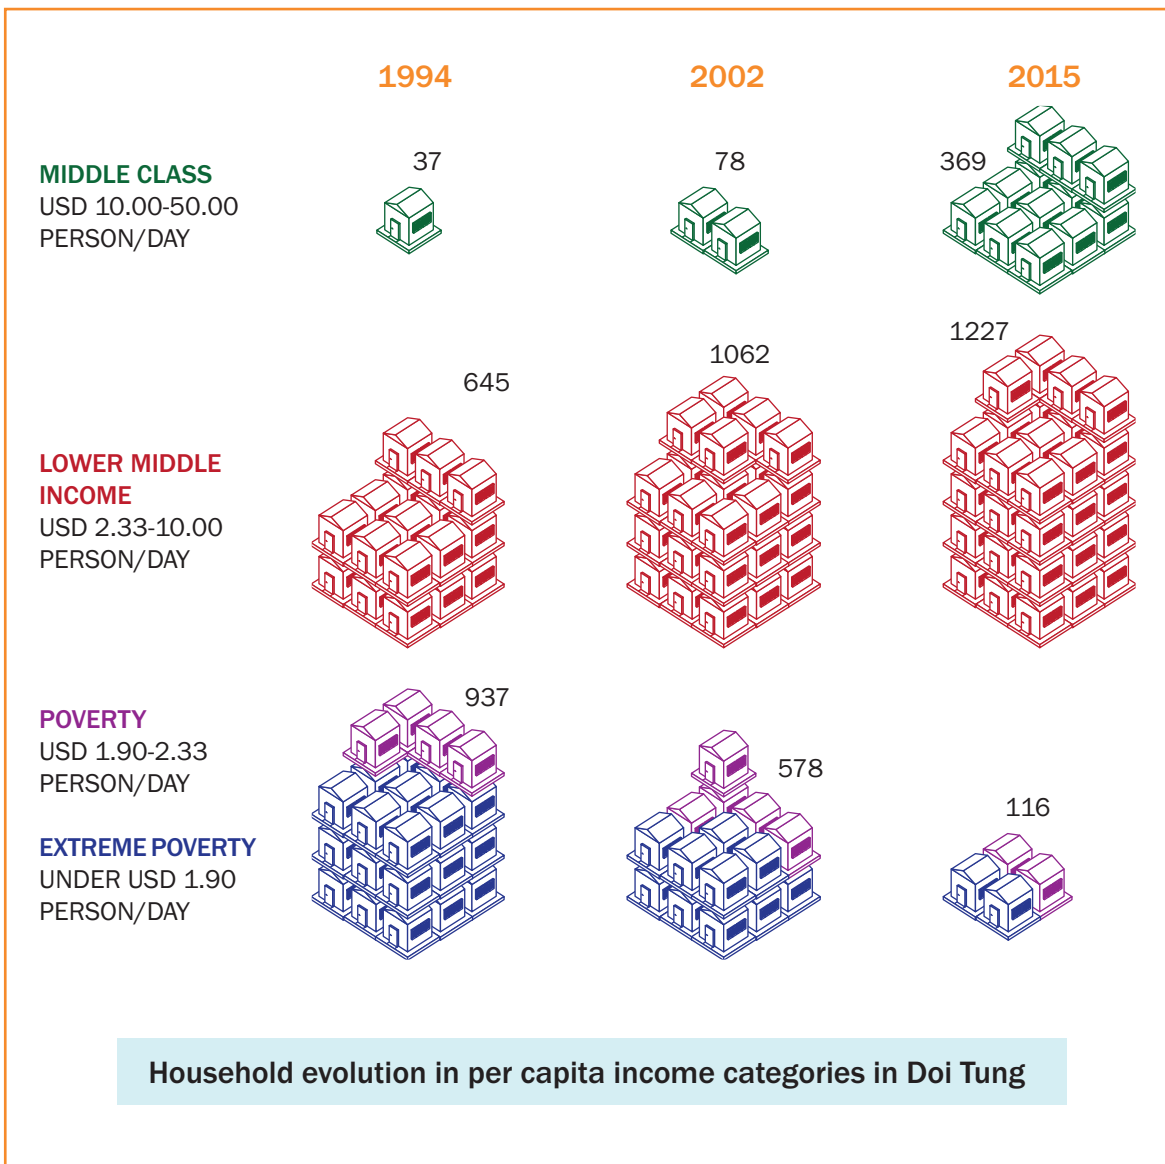 1994 2002 2015
MIDDLE CLASS
USD 10.00-50.00
PERSON/DAY
37 78 369
LOWER MIDDLE
INCOME
USD 2.33-10.00
PERSON/DAY
645 1062 1227
POVERTY
USD 1.90-2.33
PERSON/DAY
EXTREME POVERTY
UNDER USD 1.90
PERSON/DAY
937 578 116
Household evolution in per capita income categories in Doi Tung